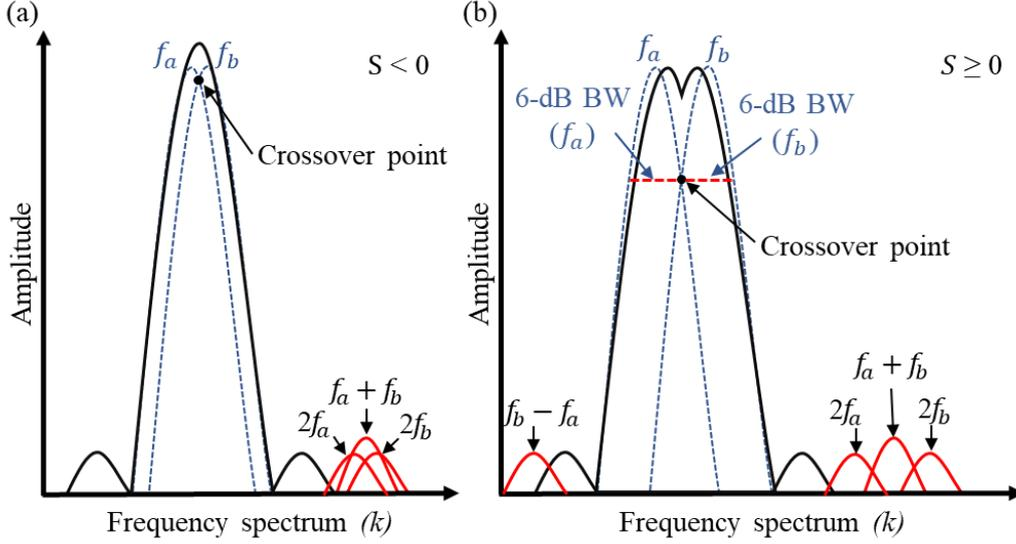 (a)
f_a f_b
S < 0
Crossover point
Amplitude
f_a + f_b
2f_a 2f_b
Frequency spectrum (k)
(b)
f_a f_b
S ≥ 0
6-dB BW
(f_a)
6-dB BW
(f_b)
Crossover point
Amplitude
f_b − f_a
f_a + f_b
2f_a 2f_b
Frequency spectrum (k)